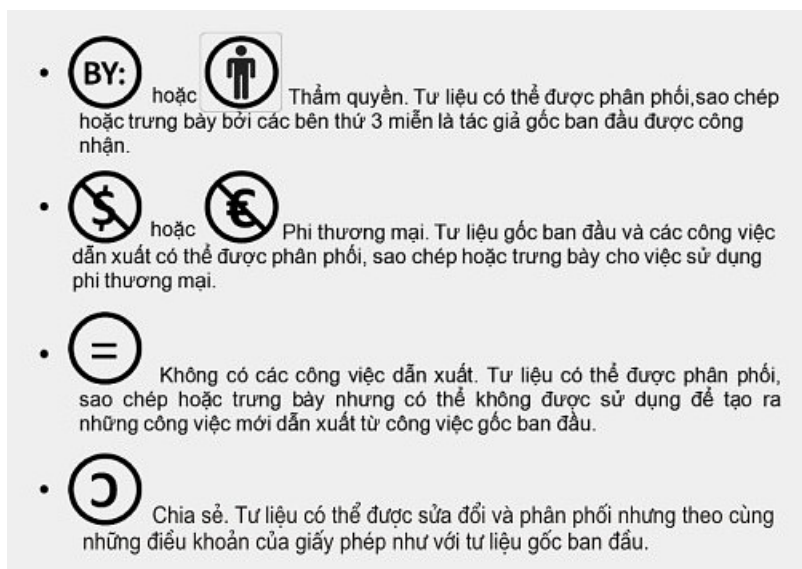 • BY: hoặc Thẩm quyền. Tư liệu có thể được phân phối,sao chép
hoặc trưng bày bởi các bên thứ 3 miễn là tác giả gốc ban đầu được công
nhận.
• $ hoặc € Phi thương mại. Tư liệu gốc ban đầu và các công việc
dẫn xuất có thể được phân phối, sao chép hoặc trưng bày cho việc sử dụng
phi thương mại.
• = Không có các công việc dẫn xuất. Tư liệu có thể được phân phối,
sao chép hoặc trưng bày nhưng có thể không được sử dụng để tạo ra
những công việc mới dẫn xuất từ công việc gốc ban đầu.
• Chia sẻ. Tư liệu có thể được sửa đổi và phân phối nhưng theo cùng
những điều khoản của giấy phép như với tư liệu gốc ban đầu.